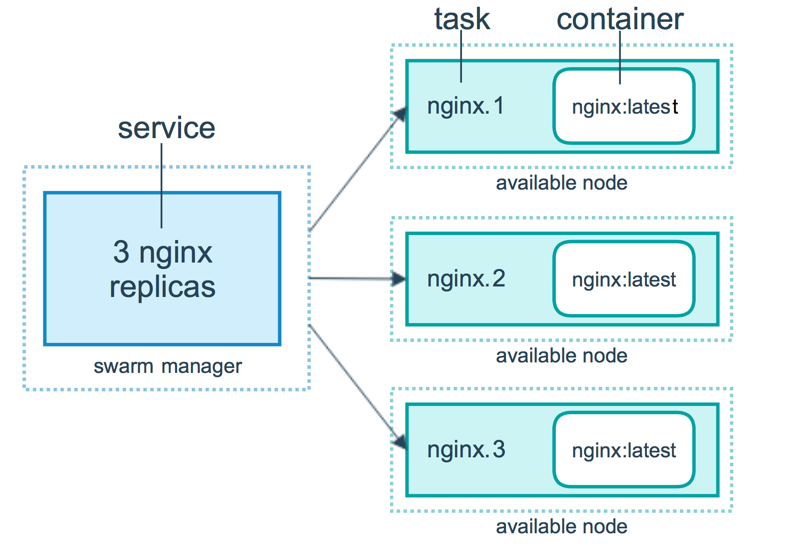 task
container
nginx.1
nginx:latest
available node
service
3 nginx
replicas
swarm manager
nginx.2
nginx:latest
available node
nginx.3
nginx:latest
available node